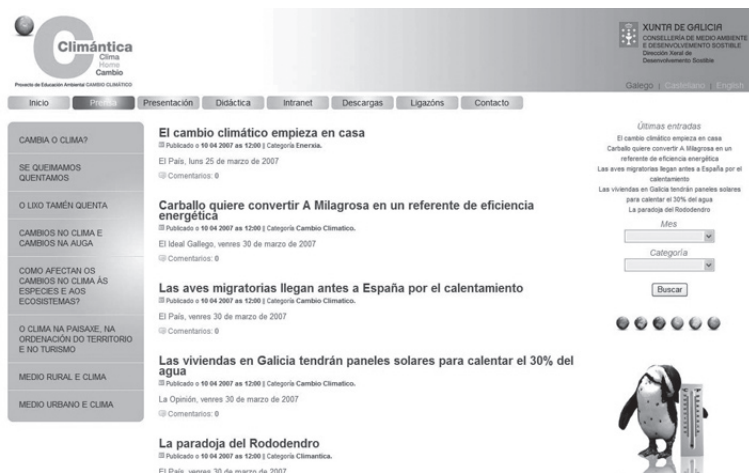 Climántica
Clima
Home
Cambio
Proxecto de Educación Ambiental CAMBIO CLIMÁTICO
XUNTA DE GALICIA
CONSELLERÍA DE MEDIO AMBIENTE
E DESENVOLVEMENTO SOSTIBLE
Dirección Xeral de
Desenvolvemento Sostible
Galego | Castellano | English
Inicio
Prensa
Presentación
Didáctica
Intranet
Descargas
Ligazóns
Contacto
CAMBIA O CLIMA?
SE QUEIMAMOS
QUENTAMOS
O LIXO TAMÉN QUENTA
CAMBIOS NO CLIMA E
CAMBIOS NA AUGA
COMO AFECTAN OS
CAMBIOS NO CLIMA ÁS
ESPECIES E AOS
ECOSISTEMAS?
O CLIMA NA PAISAXE, NA
ORDENACIÓN DO TERRITORIO
E NO TURISMO
MEDIO RURAL E CLIMA
MEDIO URBANO E CLIMA
El cambio climático empieza en casa
Publicado o 10 04 2007 as 12:00 | Categoría Enerxia.
El País, luns 25 de marzo de 2007
Comentarios: 0
Carballo quiere convertir A Milagrosa en un referente de eficiencia
energética
Publicado o 10 04 2007 as 12:00 | Categoría Cambio Climatico.
El Ideal Gallego, venres 30 de marzo de 2007
Comentarios: 0
Las aves migratorias llegan antes a España por el calentamiento
Publicado o 10 04 2007 as 12:00 | Categoría Cambio Climatico.
El País, venres 30 de marzo de 2007
Comentarios: 0
Las viviendas en Galicia tendrán paneles solares para calentar el 30% del
agua
Publicado o 10 04 2007 as 12:00 | Categoría Cambio Climatico.
La Opinión, venres 30 de marzo de 2007
Comentarios: 0
La paradoja del Rododendro
Publicado o 10 04 2007 as 12:00 | Categoría Climantica.
El País, venres 30 de marzo de 2007
Últimas entradas
El cambio climático empieza en casa
Carballo quiere convertir A Milagrosa en un
referente de eficiencia energética
Las aves migratorias llegan antes a España por el
calentamiento
Las viviendas en Galicia tendrán paneles solares
para calentar el 30% del agua
La paradoja del Rododendro
Mes
Categoría
Buscar